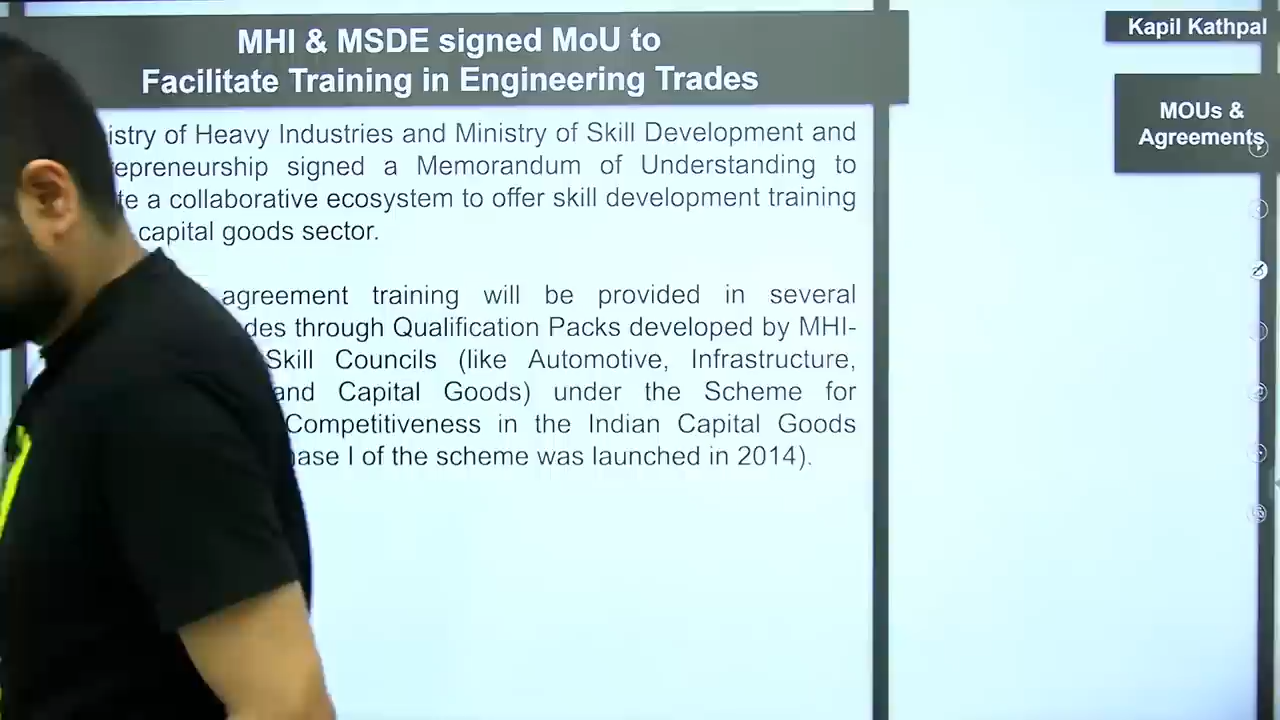 MHI & MSDE signed MoU to
Facilitate Training in Engineering Trades
Kapil Kathpal
MOUs &
Agreements
istry of Heavy Industries and Ministry of Skill Development and
repreneurship signed a Memorandum of Understanding to
te a collaborative ecosystem to offer skill development training
capital goods sector.
agreement training will be provided in several
des through Qualification Packs developed by MHI-
Skill Councils (like Automotive, Infrastructure,
and Capital Goods) under the Scheme for
Competitiveness in the Indian Capital Goods
hase I of the scheme was launched in 2014).